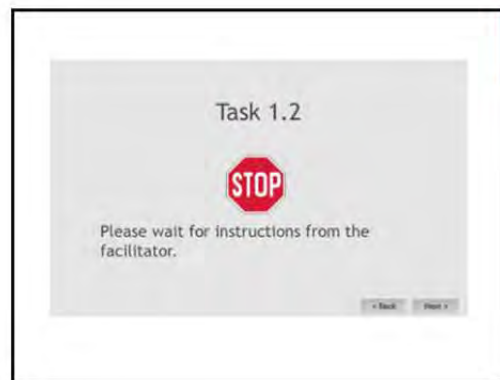 Task 1.2
STOP
Please wait for instructions from the
facilitator.
< Back Next >